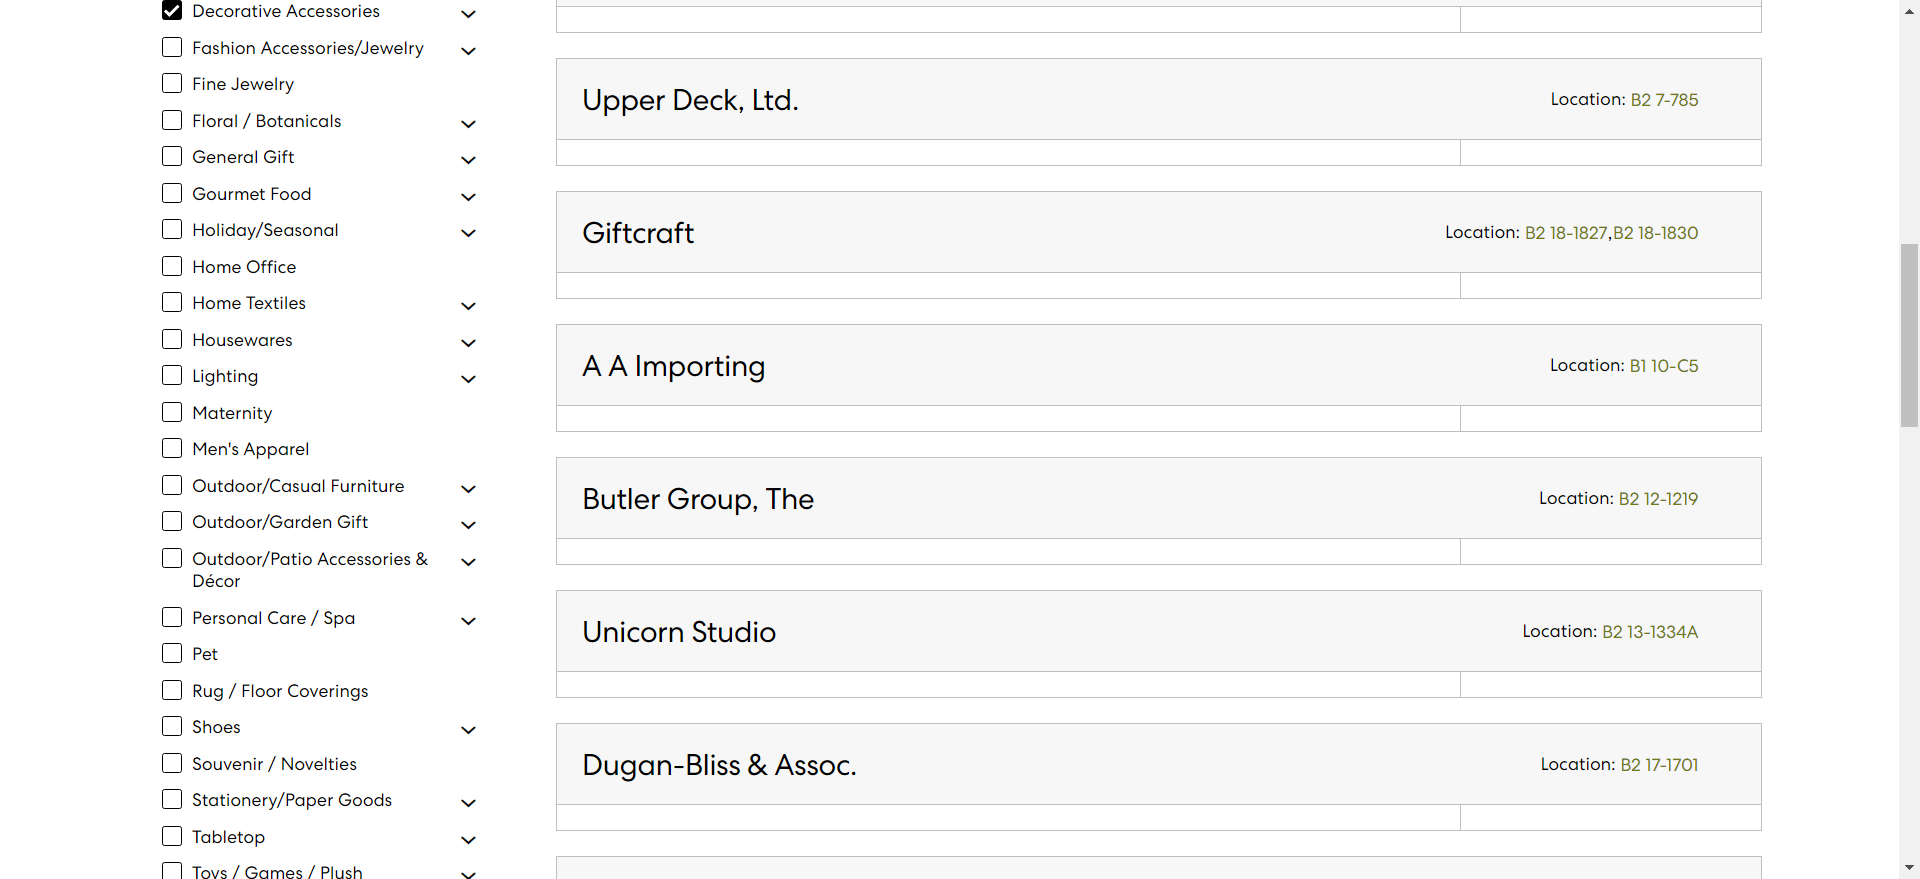 Decorative Accessories
Fashion Accessories/Jewelry
Fine Jewelry
Floral / Botanicals
General Gift
Gourmet Food
Holiday/Seasonal
Home Office
Home Textiles
Housewares
Lighting
Maternity
Men's Apparel
Outdoor/Casual Furniture
Outdoor/Garden Gift
Outdoor/Patio Accessories &
Décor
Personal Care / Spa
Pet
Rug / Floor Coverings
Shoes
Souvenir / Novelties
Stationery/Paper Goods
Tabletop
Toys / Games / Plush
Upper Deck, Ltd.
Location: B2 7-785
Giftcraft
Location: B2 18-1827,B2 18-1830
A A Importing
Location: B1 10-C5
Butler Group, The
Location: B2 12-1219
Unicorn Studio
Location: B2 13-1334A
Dugan-Bliss & Assoc.
Location: B2 17-1701